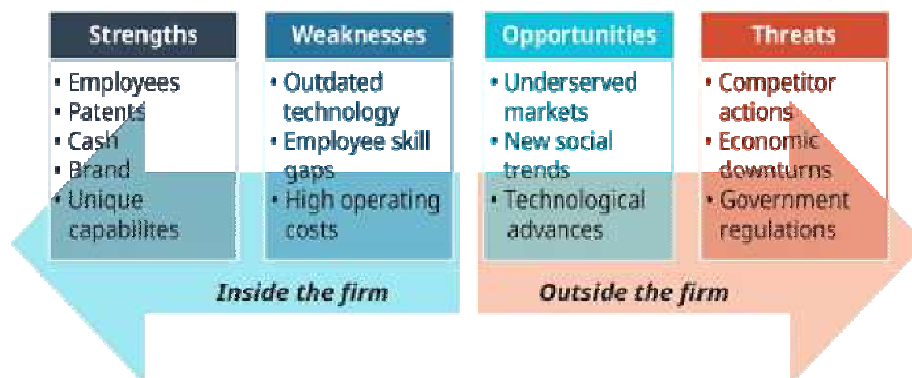 Strengths
• Employees
• Patents
• Cash
• Brand
• Unique
capabilites
Weaknesses
• Outdated
technology
• Employee skill
gaps
• High operating
costs
Opportunities
• Underserved
markets
• New social
trends
• Technological
advances
Threats
• Competitor
actions
• Economic
downturns
• Government
regulations
Inside the firm
Outside the firm